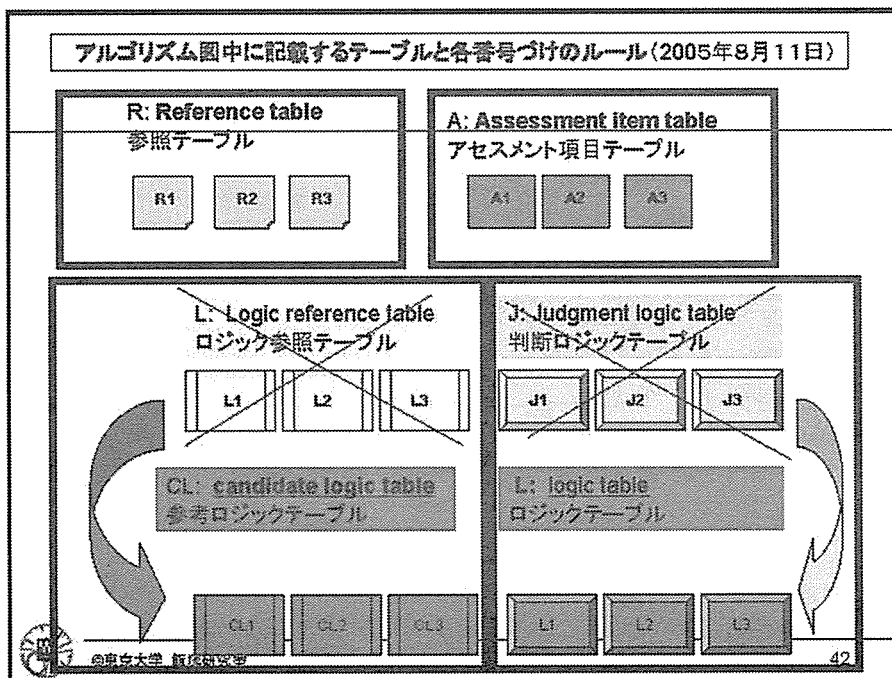 アルゴリズム図中に記載するテーブルと各番号づけのルール(2005年8月11日)
R: Reference table
参照テーブル
R1 R2 R3
A: Assessment item table
アセスメント項目テーブル
A1 A2 A3
L: Logic reference table
ロジック参照テーブル
L1 L2 L3
CL: candidate logic table
参考ロジックテーブル
CL1 CL2 CL3
J: Judgment logic table
判断ロジックテーブル
J1 J2 J3
L: logic table
ロジックテーブル
L1 L2 L3
©東京大学 飯塚研究室
42